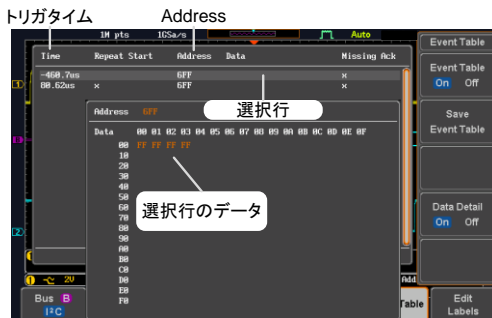 トリガタイム Address
1M pts 1GSa/s Auto
Event Table
Time Repeat Start Address Data Missing Ack
-460.7us 6FF x
80.62us x 6FF x
Event Table
On Off
選択行
Address 6FF
Save
Event Table
Data 00 01 02 03 04 05 06 07 08 09 0A 0B 0C 0D 0E 0F
00 FF FF FF FF
10
20
30
40
50
60
70
80
90
A0
B0
C0
D0
E0
F0
選択行のデータ
Data Detail
On Off
1
B
2
1 2V
Add
Bus B
I²C
Table
Edit
Labels